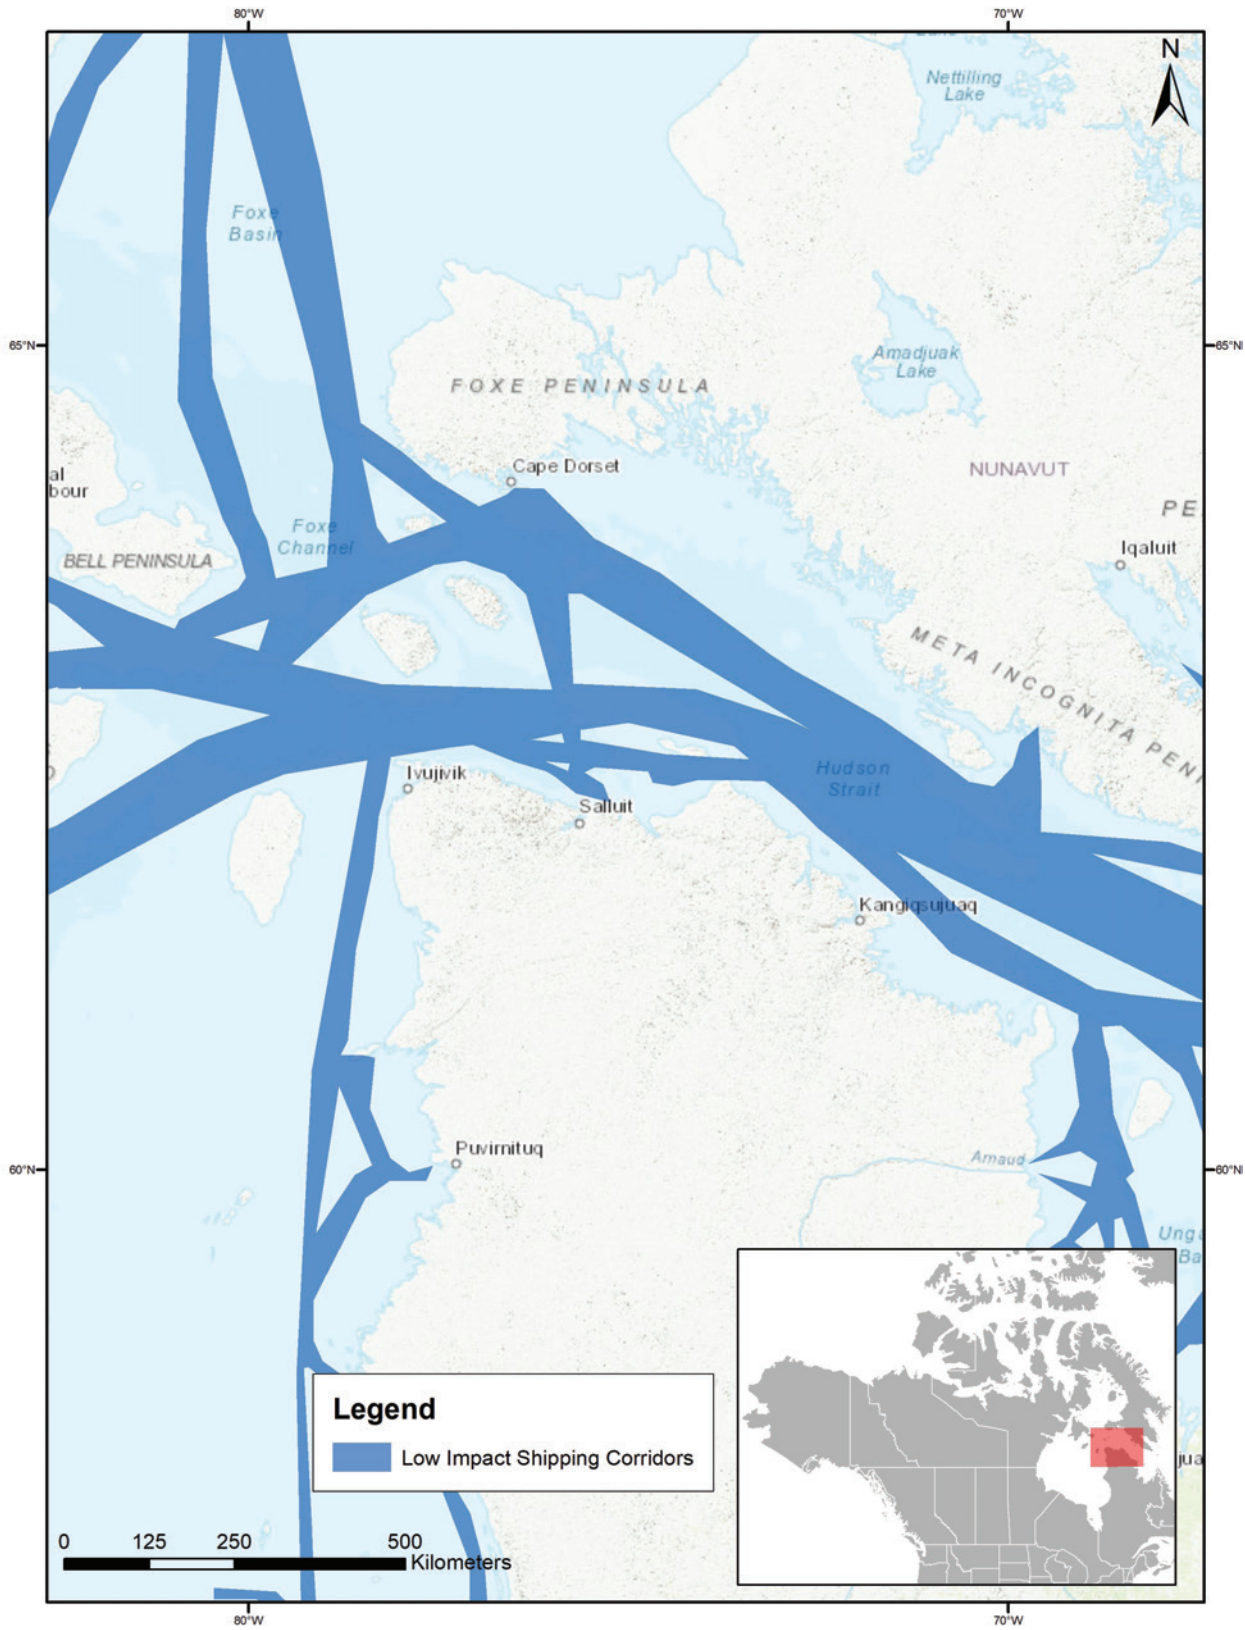 80°W
70°W
N
Nettilling
Lake
Foxe
Basin
65°N
65°N
Amadjuak
Lake
FOXE PENINSULA
Cape Dorset
NUNAVUT
al
bour
PE
Foxe
Channel
BELL PENINSULA
Iqaluit
META INCOGNITA PENI
Ivujivik
Hudson
Strait
Salluit
Kangiqsujuaq
Puvirnituq
60°N
Arnaud
60°N
Unga
Ba
Legend
Low Impact Shipping Corridors
jua
0 125 250 500
Kilometers
80°W
70°W